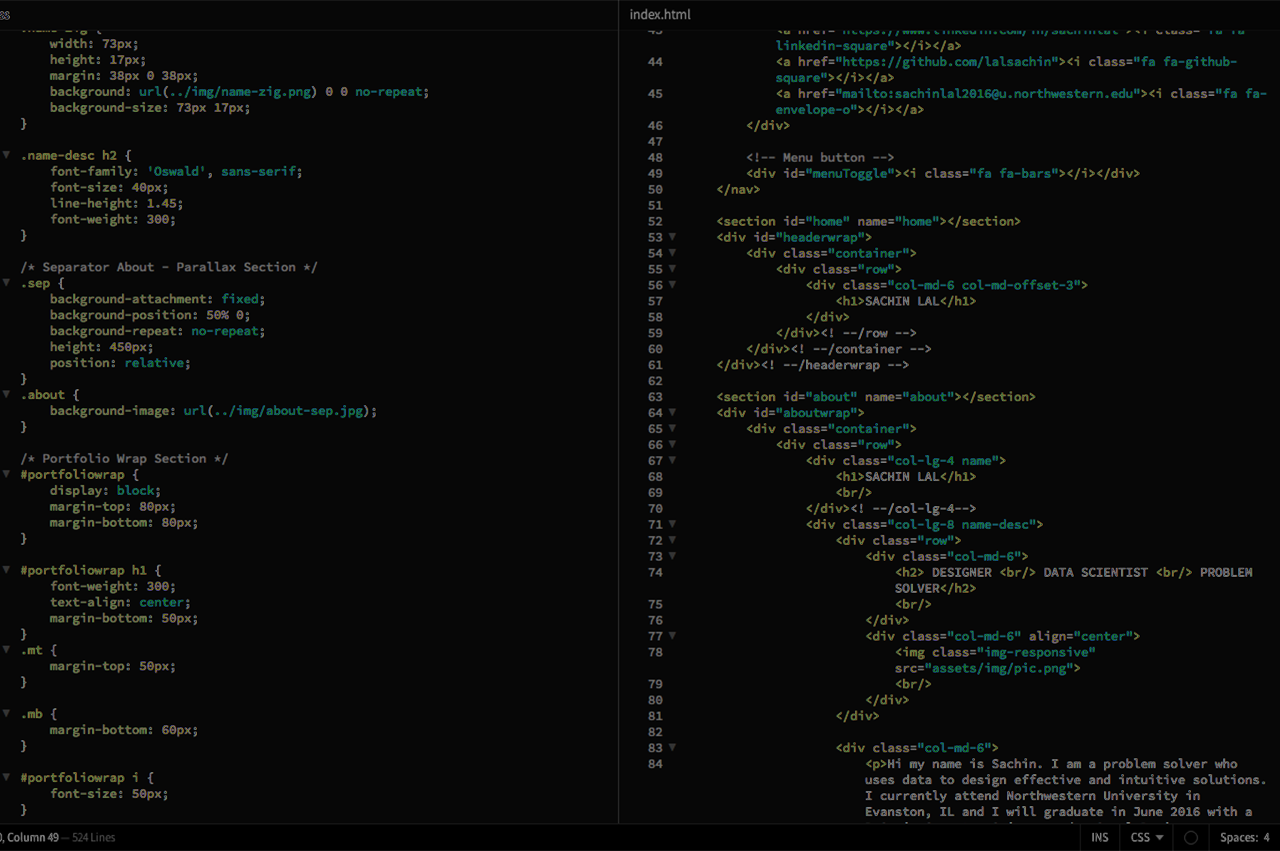 ss
index.html
.name-zig {
width: 73px;
height: 17px;
margin: 38px 0 38px;
background: url(../img/name-zig.png) 0 0 no-repeat;
background-size: 73px 17px;
}
.name-desc h2 {
font-family: 'Oswald', sans-serif;
font-size: 40px;
line-height: 1.45;
font-weight: 300;
}
/* Separator About - Parallax Section */
.sep {
background-attachment: fixed;
background-position: 50% 0;
background-repeat: no-repeat;
height: 450px;
position: relative;
}
.about {
background-image: url(../img/about-sep.jpg);
}
/* Portfolio Wrap Section */
#portfoliowrap {
display: block;
margin-top: 80px;
margin-bottom: 80px;
}
#portfoliowrap h1 {
font-weight: 300;
text-align: center;
margin-bottom: 50px;
}
.mt {
margin-top: 50px;
}
.mb {
margin-bottom: 60px;
}
#portfoliowrap i {
font-size: 50px;
}
43 <a href="https://www.linkedin.com/in/sachinlal"><i class="fa fa-
linkedin-square"></i></a>
44 <a href="https://github.com/lalsachin"><i class="fa fa-github-
square"></i></a>
45 <a href="mailto:sachinlal2016@u.northwestern.edu"><i class="fa fa-
envelope-o"></i></a>
46 </div>
47
48 <!-- Menu button -->
49 <div id="menuToggle"><i class="fa fa-bars"></i></div>
50 </nav>
51
52 <section id="home" name="home"></section>
53 <div id="headerwrap">
54 <div class="container">
55 <div class="row">
56 <div class="col-md-6 col-md-offset-3">
57 <h1>SACHIN LAL</h1>
58 </div>
59 </div><! --/row -->
60 </div><! --/container -->
61 </div><! --/headerwrap -->
62
63 <section id="about" name="about"></section>
64 <div id="aboutwrap">
65 <div class="container">
66 <div class="row">
67 <div class="col-lg-4 name">
68 <h1>SACHIN LAL</h1>
69 <br/>
70 </div><! --/col-lg-4-->
71 <div class="col-lg-8 name-desc">
72 <div class="row">
73 <div class="col-md-6">
74 <h2> DESIGNER <br/> DATA SCIENTIST <br/> PROBLEM
SOLVER</h2>
75 <br/>
76 </div>
77 <div class="col-md-6" align="center">
78 <img class="img-responsive"
src="assets/img/pic.png">
79 <br/>
80 </div>
81 </div>
82
83 <div class="col-md-6">
84 <p>Hi my name is Sachin. I am a problem solver who
uses data to design effective and intuitive solutions.
I currently attend Northwestern University in
Evanston, IL and I will graduate in June 2016 with a
0, Column 49 — 524 Lines
INS
CSS
Spaces: 4